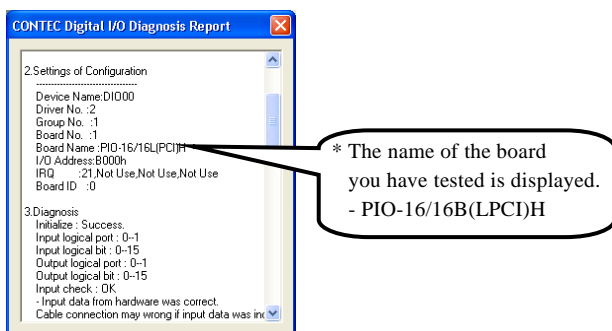 CONTEC Digital I/O Diagnosis Report
2.Settings of Configuration
----------------------------------
Device Name:DIO00
Driver No. :2
Group No. :1
Board No. :1
Board Name :PIO-16/16L(PCI)H
I/O Address:B000h
IRQ :21,Not Use,Not Use,Not Use
Board ID :0
3.Diagnosis
Initialize : Success.
Input logical port : 0--1
Input logical bit : 0--15
Output logical port : 0--1
Output logical bit : 0--15
Input check : OK
- Input data from hardware was correct.
Cable connection may wrong if input data was
* The name of the board
you have tested is displayed.
- PIO-16/16B(LPCI)H